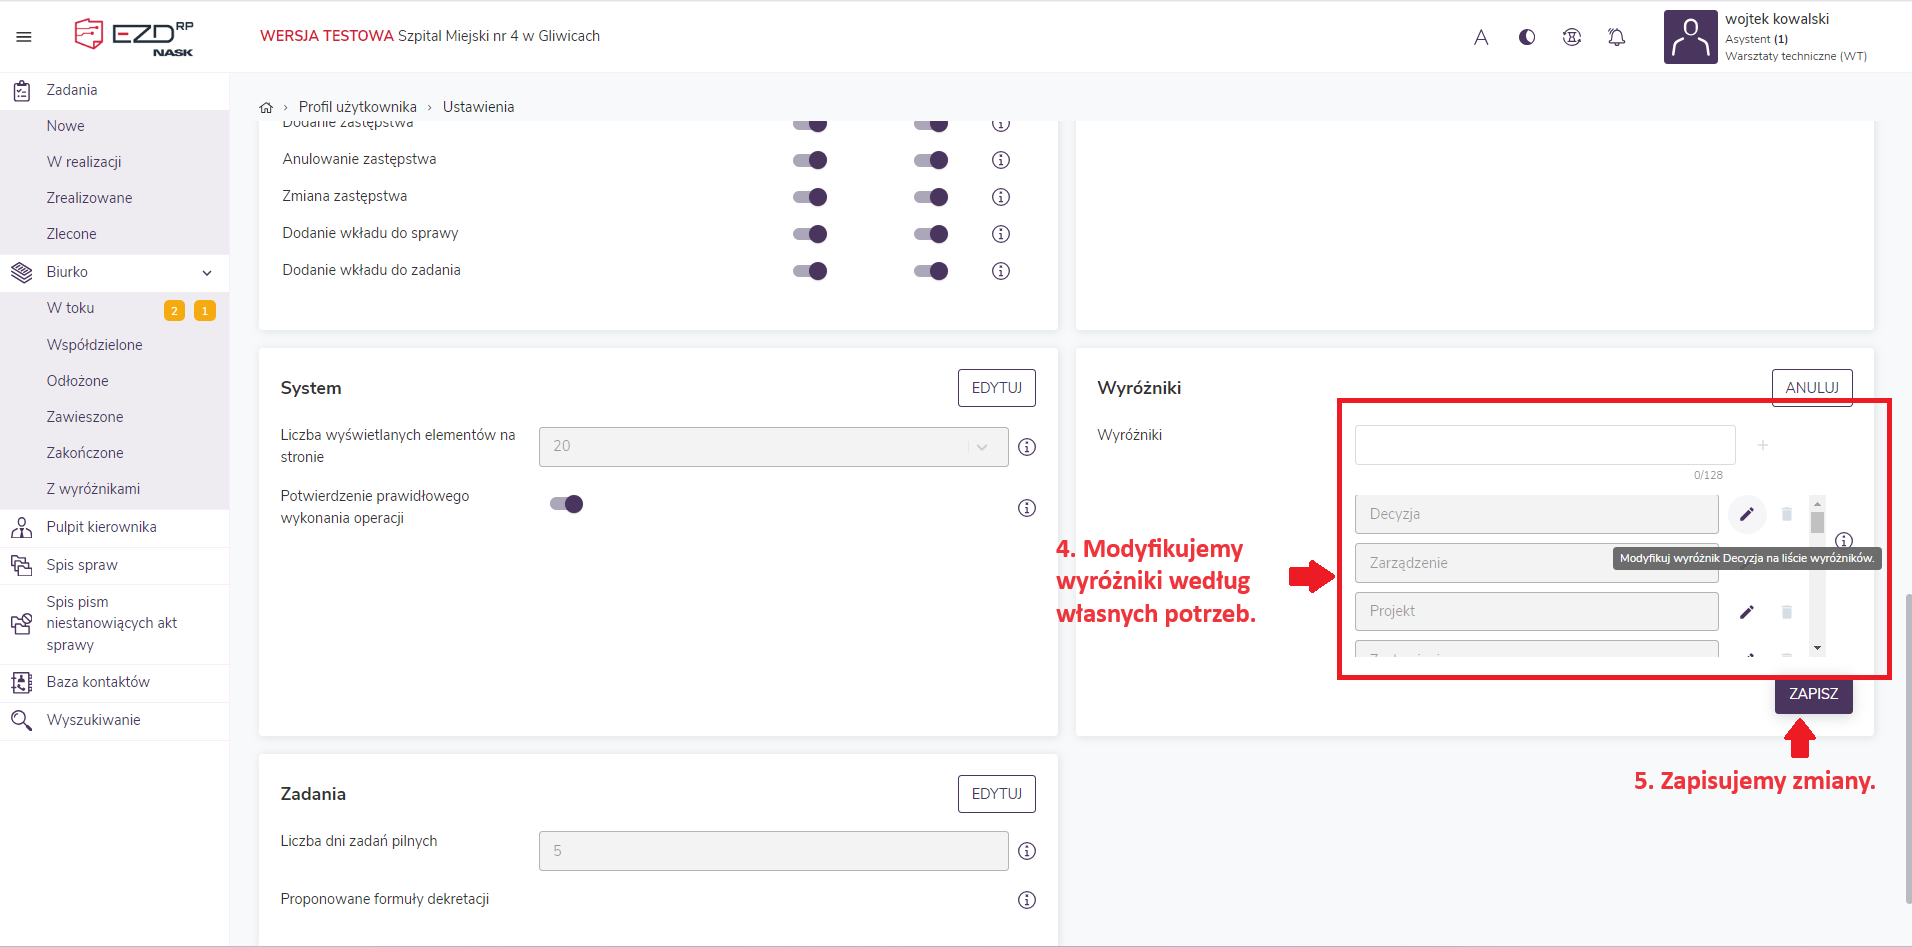 EZD RP
NASK
WERSJA TESTOWA Szpital Miejski nr 4 w Gliwicach
A
wojtek kowalski
Asystent (1)
Warsztaty techniczne (WT)
Zadania
Nowe
W realizacji
Zrealizowane
Zlecone
Biurko
W toku 2 1
Współdzielone
Odłożone
Zawieszone
Zakończone
Z wyróżnikami
Pulpit kierownika
Spis spraw
Spis pism
niestanowiących akt
sprawy
Baza kontaktów
Wyszukiwanie
Profil użytkownika › Ustawienia
Dodanie zastępstwa
Anulowanie zastępstwa
Zmiana zastępstwa
Dodanie wkładu do sprawy
Dodanie wkładu do zadania
System EDYTUJ
Liczba wyświetlanych elementów na
stronie
20
Potwierdzenie prawidłowego
wykonania operacji
Wyróżniki ANULUJ
Wyróżniki
0/128
Decyzja
Zarządzenie
Modyfikuj wyróżnik Decyzja na liście wyróżników.
Projekt
4. Modyfikujemy
wyróżniki według
własnych potrzeb.
ZAPISZ
5. Zapisujemy zmiany.
Zadania EDYTUJ
Liczba dni zadań pilnych 5
Proponowane formuły dekretacji